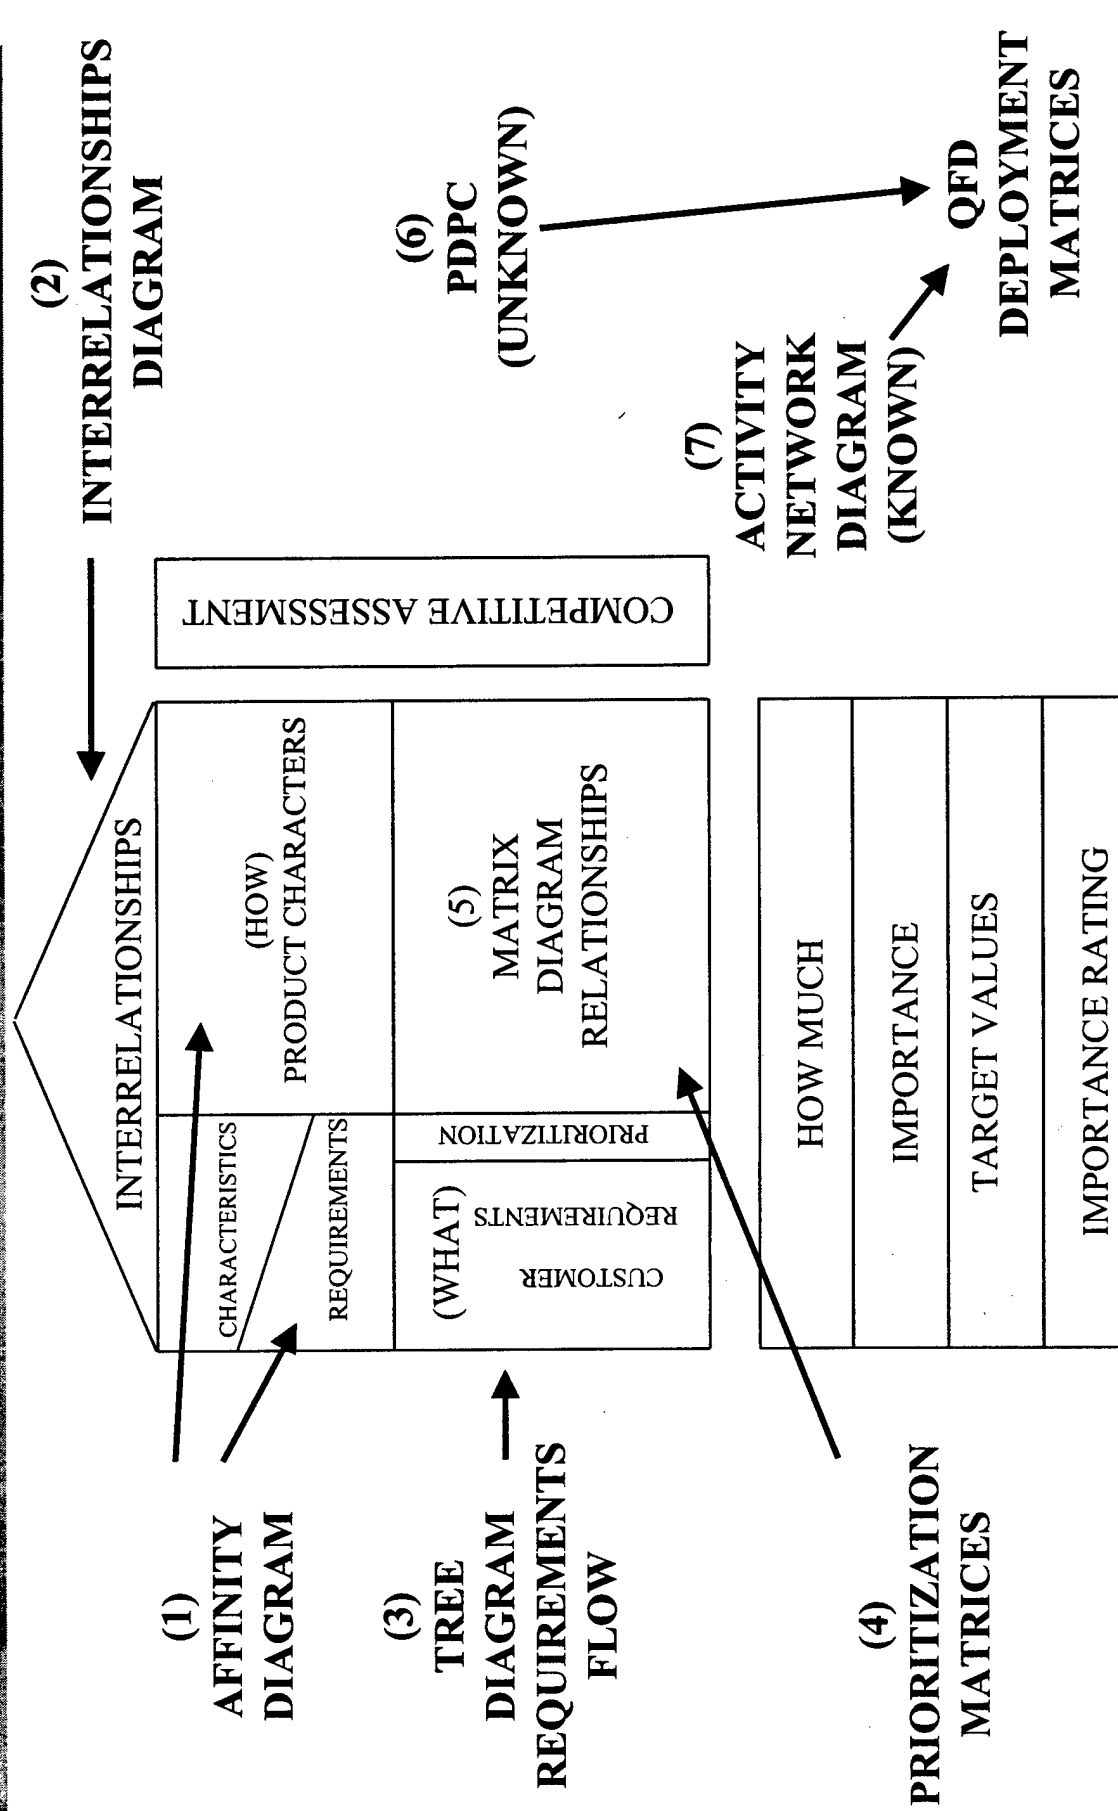 (2)
INTERRELATIONSHIPS
DIAGRAM
INTERRELATIONSHIPS
(1)
AFFINITY
DIAGRAM
CHARACTERISTICS
REQUIREMENTS
(HOW)
PRODUCT CHARACTERS
COMPETITIVE ASSESSMENT
(3)
TREE
DIAGRAM
REQUIREMENTS
FLOW
(WHAT)
CUSTOMER
REQUIREMENTS
PRIORITIZATION
(5)
MATRIX
DIAGRAM
RELATIONSHIPS
(6)
PDPC
(UNKNOWN)
(7)
ACTIVITY
NETWORK
DIAGRAM
(KNOWN)
(4)
PRIORITIZATION
MATRICES
HOW MUCH
IMPORTANCE
TARGET VALUES
IMPORTANCE RATING
QFD
DEPLOYMENT
MATRICES